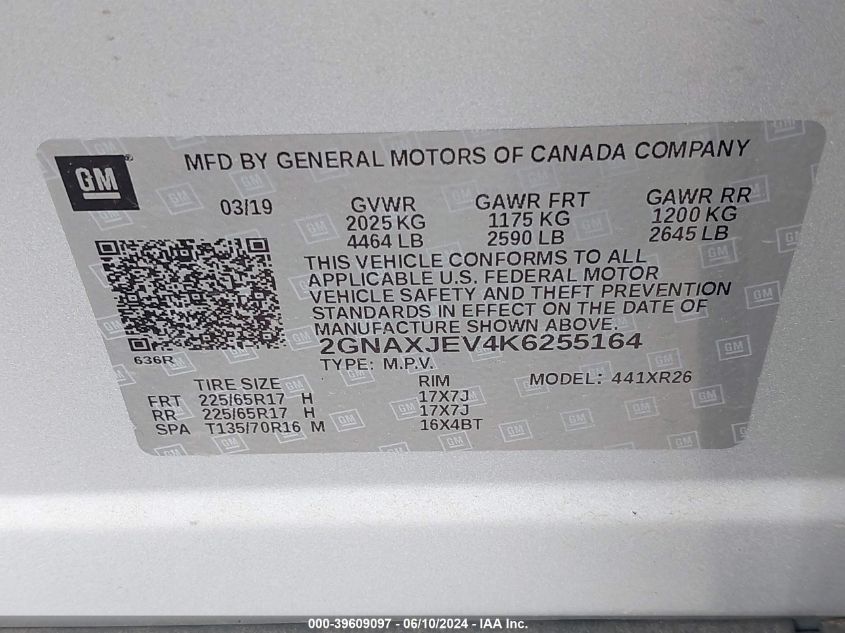 GM ® MFD BY GENERAL MOTORS OF CANADA COMPANY
03/19 GVWR GAWR FRT GAWR RR
2025 KG 1175 KG 1200 KG
4464 LB 2590 LB 2645 LB
THIS VEHICLE CONFORMS TO ALL
APPLICABLE U.S. FEDERAL MOTOR
VEHICLE SAFETY AND THEFT PREVENTION
STANDARDS IN EFFECT ON THE DATE OF
MANUFACTURE SHOWN ABOVE.
636R 2GNAXJEV4K6255164
TYPE: M.P.V. MODEL: 441XR26
TIRE SIZE RIM
FRT 225/65R17 H 17X7J
RR 225/65R17 H 17X7J
SPA T135/70R16 M 16X4BT
000-39609097 - 06/10/2024 - IAA Inc.